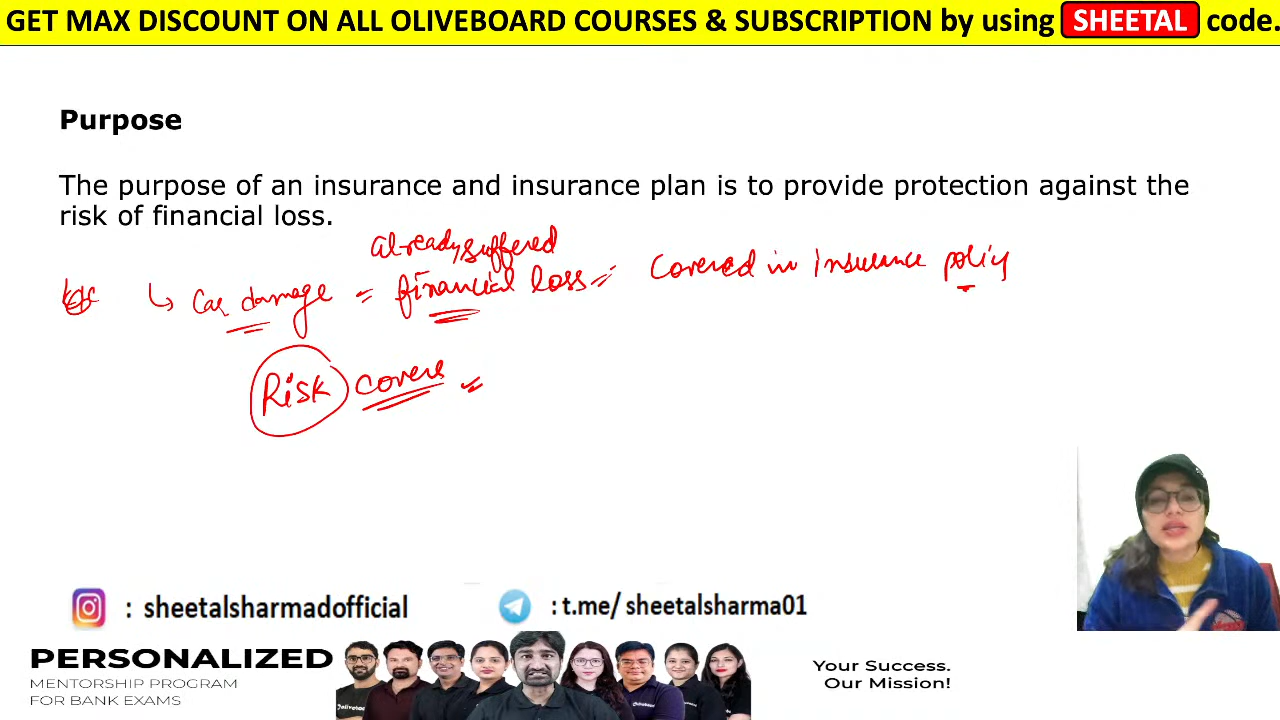 GET MAX DISCOUNT ON ALL OLIVEBOARD COURSES & SUBSCRIPTION by using SHEETAL code.
Purpose
The purpose of an insurance and insurance plan is to provide protection against the
risk of financial loss.
already suffered
Car damage = financial loss = Covered in Insurance policy
Risk covers =
: sheetalsharmadofficial
: t.me/ sheetalsharma01
PERSONALIZED
MENTORSHIP PROGRAM
FOR BANK EXAMS
Your Success.
Our Mission!